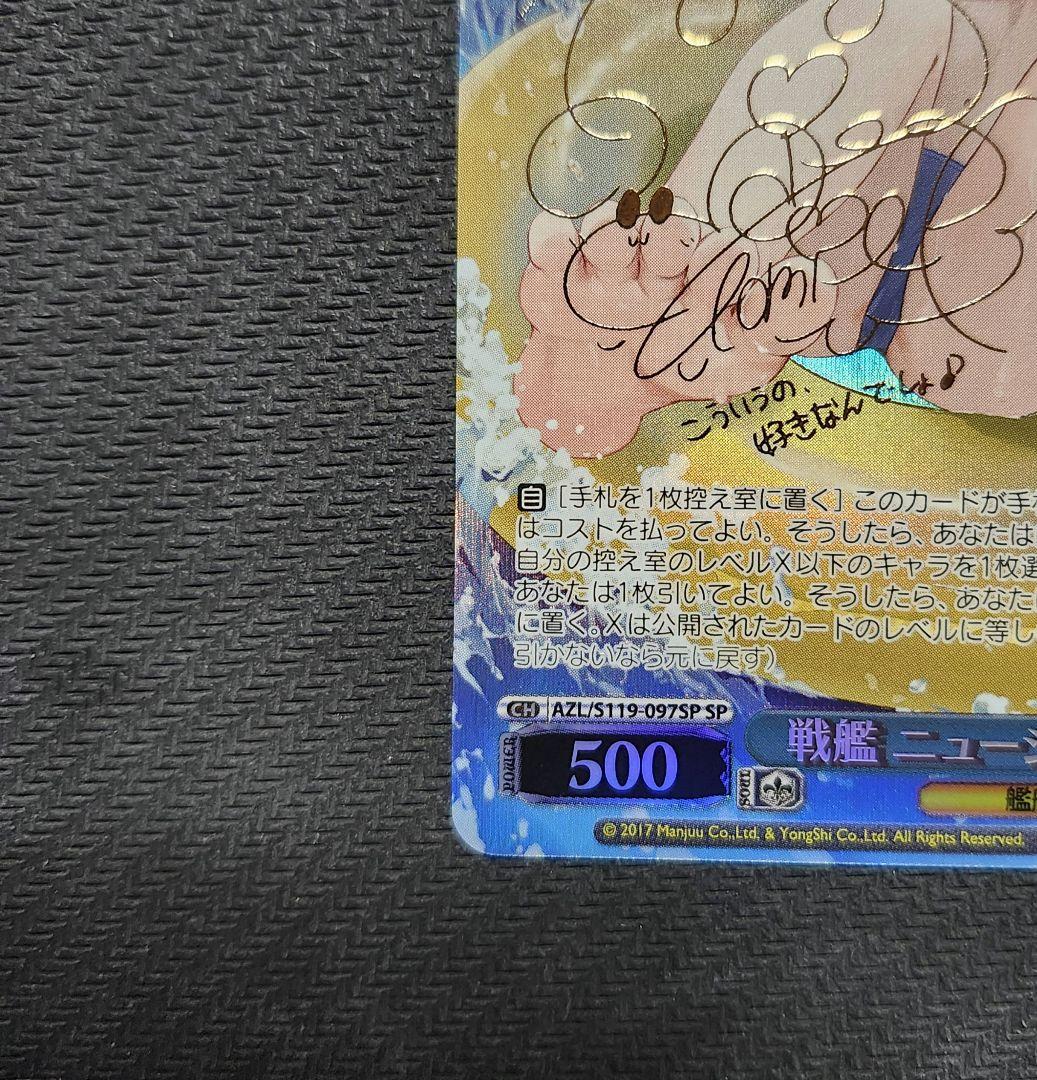 こういうの、
好きなんでしょ♪
自 [手札を1枚控え室に置く] このカードが手
はコストを払ってよい。そうしたら、あなたは
自分の控え室のレベルX以下のキャラを1枚選
あなたは1枚引いてよい。そうしたら、あなた
に置く。Xは公開されたカードのレベルに等し
引かないなら元に戻す)
CH AZL/S119-097SP SP
POWER 500
戦艦 ニュー
SOUL
© 2017 Manjuu Co.,Ltd. & YongShi Co.,Ltd. All Rights Reserved.